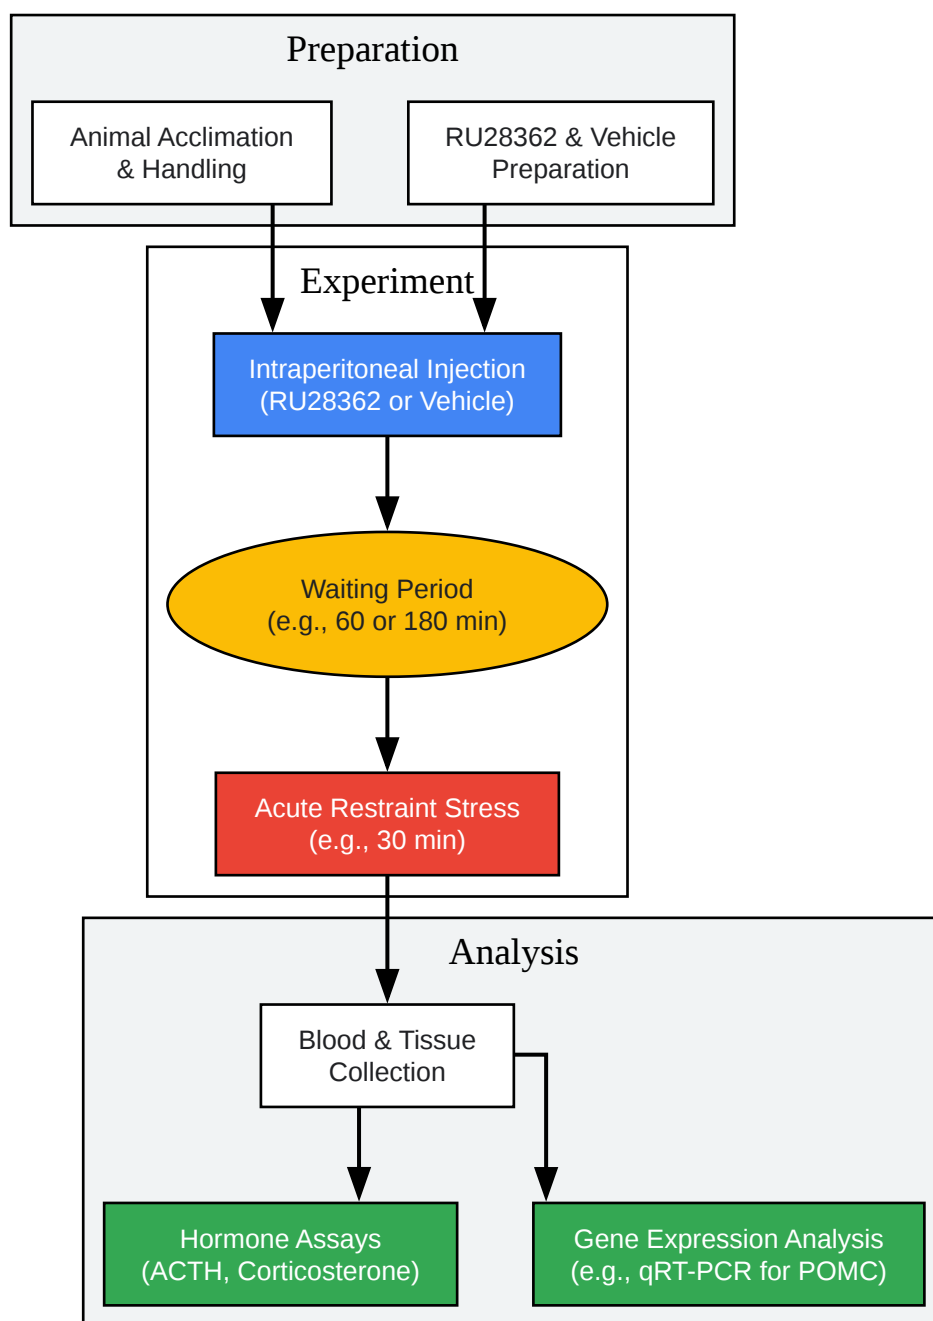 Preparation
Animal Acclimation
& Handling
RU28362 & Vehicle
Preparation
Experiment
Intraperitoneal Injection
(RU28362 or Vehicle)
Waiting Period
(e.g., 60 or 180 min)
Acute Restraint Stress
(e.g., 30 min)
Analysis
Blood & Tissue
Collection
Hormone Assays
(ACTH, Corticosterone)
Gene Expression Analysis
(e.g., qRT-PCR for POMC)